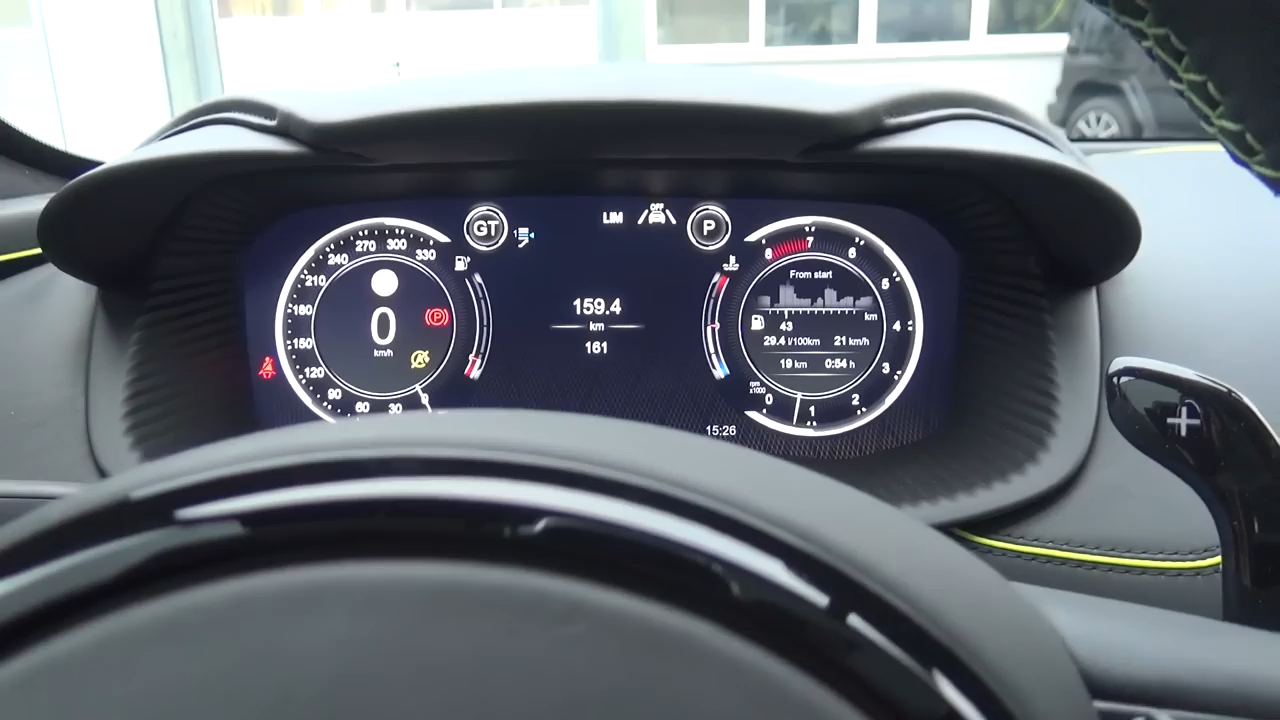 GT
LIM
OFF
P
330
300
270
240
210
180
150
120
90
60
30
0
0
km/h
P
A
159.4
km
161
15:26
8
7
6
5
4
3
2
1
0
rpm
x1000
From start
km
43
29.4 l/100km 21 km/h
19 km 0:54 h
+